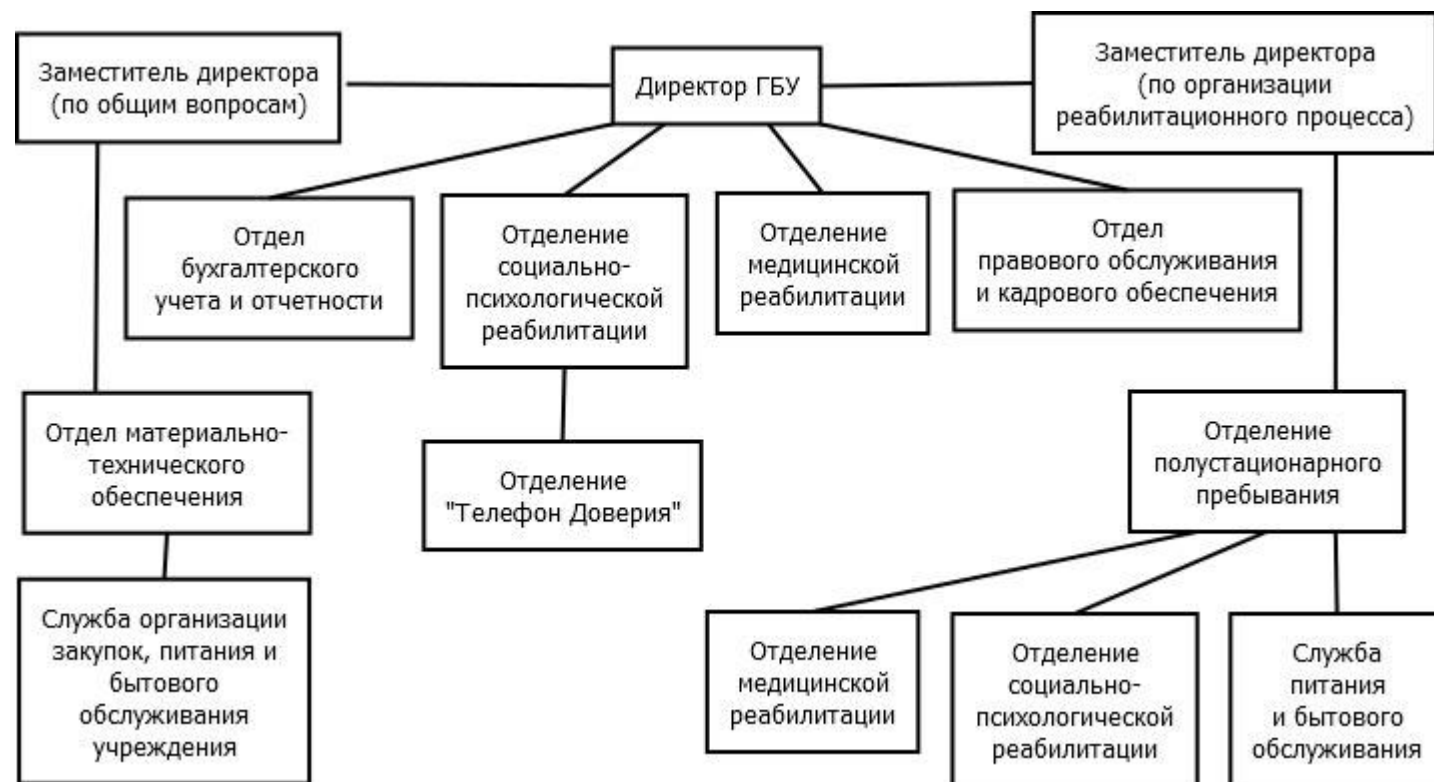 Заместитель директора
(по общим вопросам)
Директор ГБУ
Заместитель директора
(по организации
реабилитационного процесса)
Отдел
бухгалтерского
учета и отчетности
Отделение
социально-
психологической
реабилитации
Отделение
медицинской
реабилитации
Отдел
правового обслуживания
и кадрового обеспечения
Отдел материально-
технического
обеспечения
Отделение
"Телефон Доверия"
Отделение
полустационарного
пребывания
Служба организации
закупок, питания и
бытового
обслуживания
учреждения
Отделение
медицинской
реабилитации
Отделение
социально-
психологической
реабилитации
Служба
питания
и бытового
обслуживания